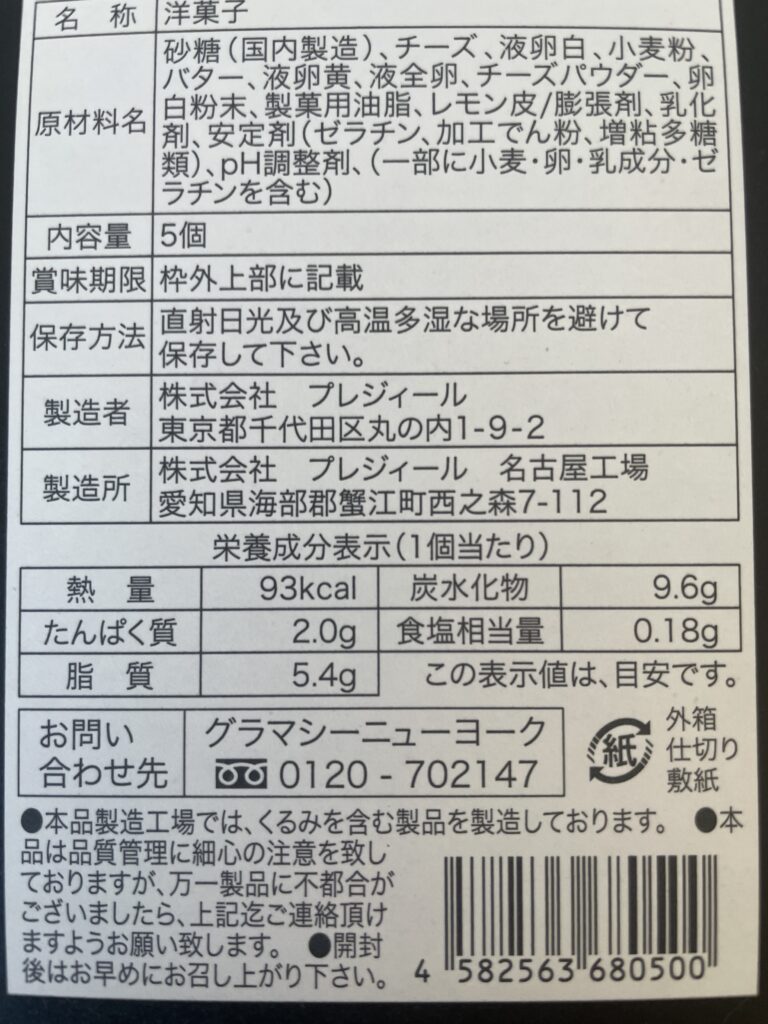 名 称 洋菓子
原材料名 砂糖(国内製造)、チーズ、液卵白、小麦粉、
バター、液卵黄、液全卵、チーズパウダー、卵
白粉末、製菓用油脂、レモン皮/膨張剤、乳化
剤、安定剤(ゼラチン、加工でん粉、増粘多糖
類)、pH調整剤、(一部に小麦・卵・乳成分・ゼ
ラチンを含む)
内容量 5個
賞味期限 枠外上部に記載
保存方法 直射日光及び高温多湿な場所を避けて
保存して下さい。
製造者 株式会社 プレジィール
東京都千代田区丸の内1-9-2
製造所 株式会社 プレジィール 名古屋工場
愛知県海部郡蟹江町西之森7-112
栄養成分表示(1個当たり)
熱 量 93kcal 炭水化物 9.6g
たんぱく質 2.0g 食塩相当量 0.18g
脂 質 5.4g この表示値は、目安です。
お問い
合わせ先
グラマシーニューヨーク
0120-702147
紙
外箱
仕切り
敷紙
●本品製造工場では、くるみを含む製品を製造しております。 ●本
品は品質管理に細心の注意を致し
ておりますが、万一製品に不都合が
ございましたら、上記迄ご連絡頂け
ますようお願い致します。 ●開封
後はお早めにお召し上がり下さい。
4 582563 680500